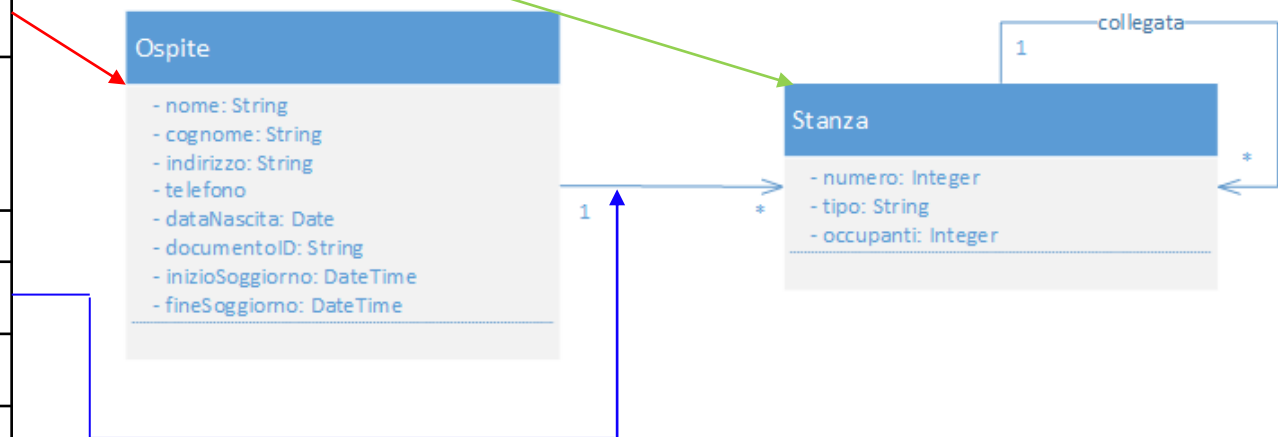 Ospite
- nome: String
- cognome: String
- indirizzo: String
- telefono
- dataNascita: Date
- documentoID: String
- inizioSoggiorno: DateTime
- fineSoggiorno: DateTime
1
*
collegata
1
Stanza
*
- numero: Integer
- tipo: String
- occupanti: Integer